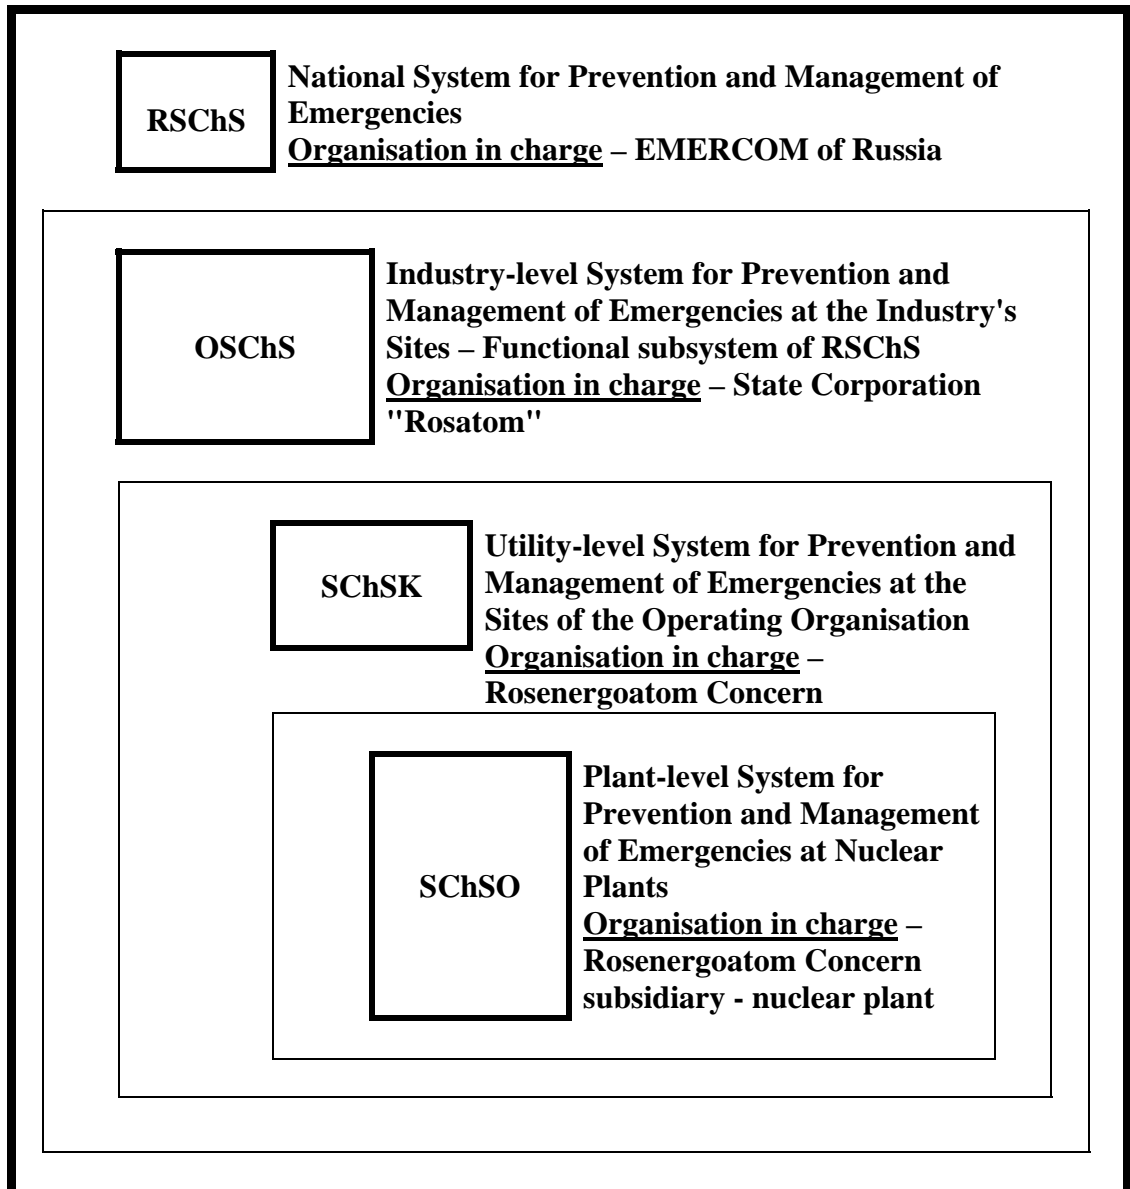 RSChS
National System for Prevention and Management of
Emergencies
Organisation in charge – EMERCOM of Russia
OSChS
Industry-level System for Prevention and
Management of Emergencies at the Industry's
Sites – Functional subsystem of RSChS
Organisation in charge – State Corporation
"Rosatom"
SChSK
Utility-level System for Prevention and
Management of Emergencies at the
Sites of the Operating Organisation
Organisation in charge –
Rosenergoatom Concern
SChSO
Plant-level System for
Prevention and Management
of Emergencies at Nuclear
Plants
Organisation in charge –
Rosenergoatom Concern
subsidiary - nuclear plant